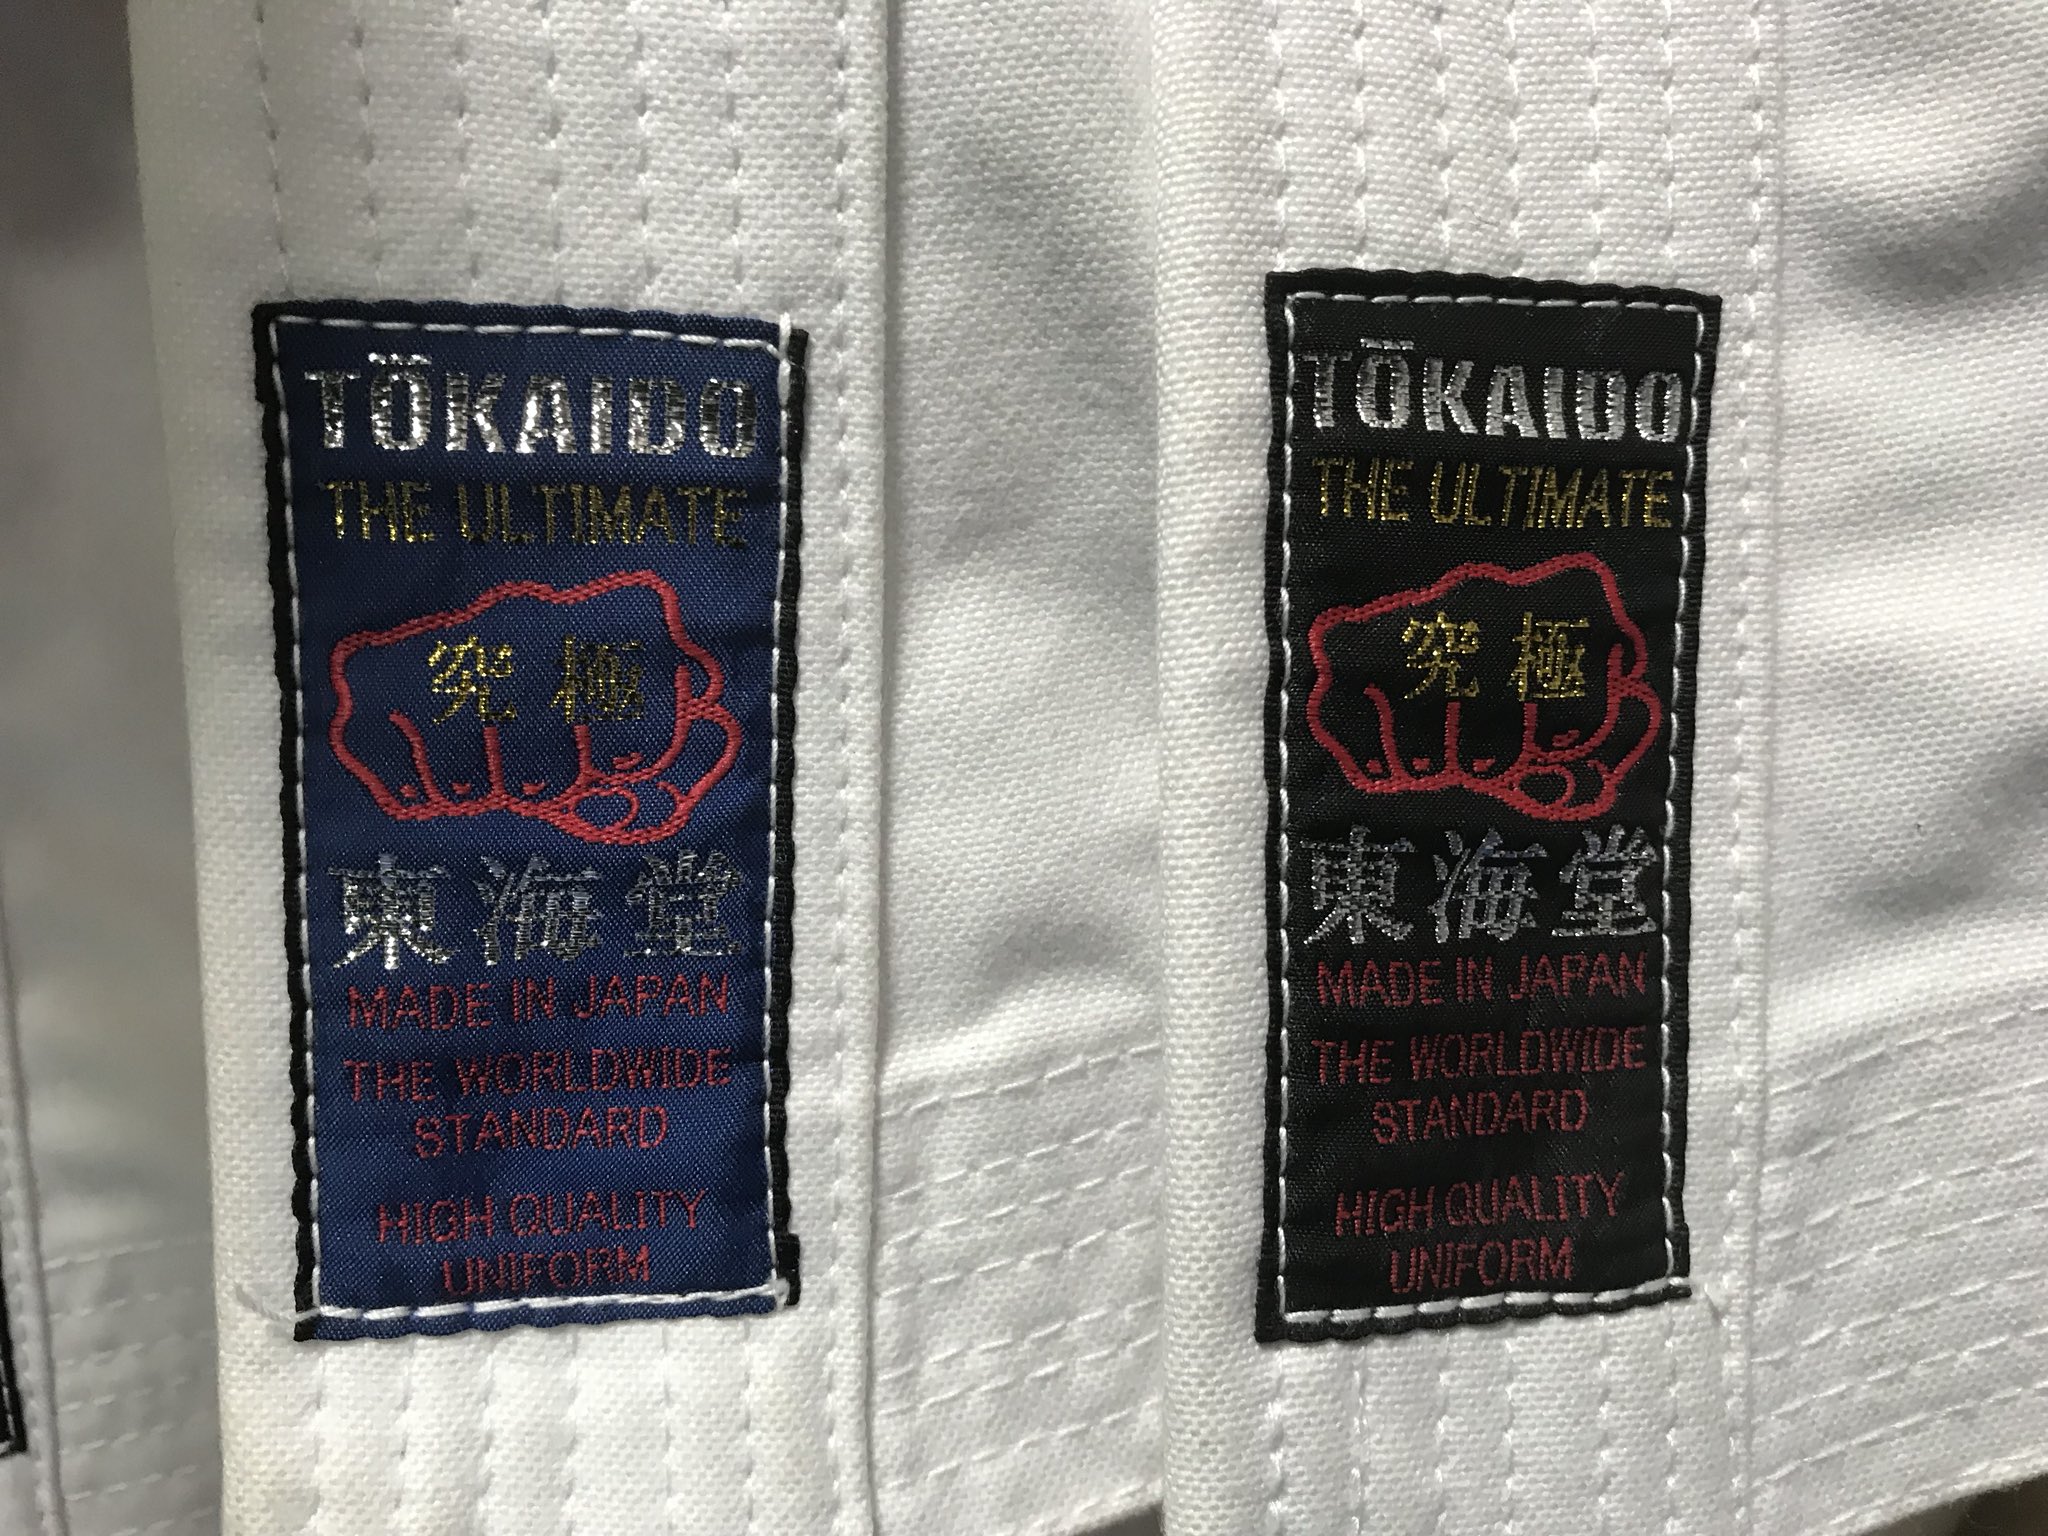 TŌKAIDO
THE ULTIMATE
究極
東海堂
MADE IN JAPAN
THE WORLDWIDE
STANDARD
HIGH QUALITY
UNIFORM
TŌKAIDO
THE ULTIMATE
究極
東海堂
MADE IN JAPAN
THE WORLDWIDE
STANDARD
HIGH QUALITY
UNIFORM